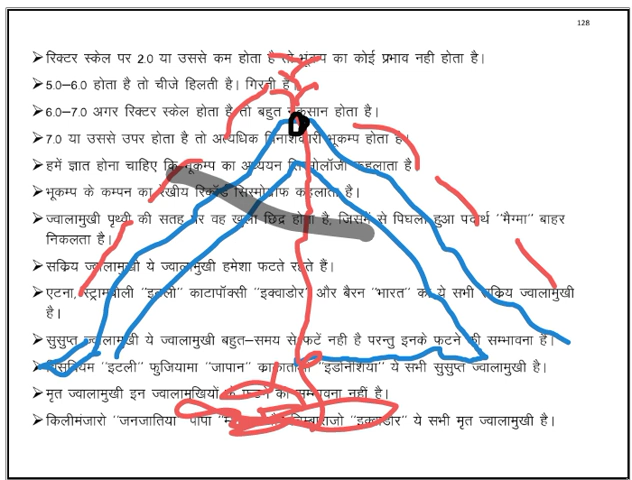 128
➢ रिक्टर स्केल पर 2.0 या उससे कम होता है तो भूकंप का कोई प्रभाव नही होता है।
➢ 5.0–6.0 होता है तो चीजे हिलती है। गिरती है।
➢ 6.0–7.0 अगर रिक्टर स्केल होता है तो बहुत नुकसान होता है।
➢ 7.0 या उससे उपर होता है तो अत्यधिक विनाशकारी भूकम्प होता है।
➢ हमें ज्ञात होना चाहिए कि भूकम्प का अध्ययन कहलाता है
➢ भूकम्प के कम्पन का रेखीय रिकॉर्ड सिस्मोग्राफ कहलाता है।
➢ ज्वालामुखी पृथ्वी की सतह पर वह खुला छिद्र होता है, जिसमें से पिघला हुआ पदार्थ "मैग्मा" बाहर
निकलता है।
➢ सक्रिय ज्वालामुखी ये ज्वालामुखी हमेशा फटते रहते हैं।
➢ एटना, स्ट्राम्बोली "इटली" काटापॉक्सी "इक्वाडोर" और बैरन "भारत" का ये सभी सक्रिय ज्वालामुखी
है।
➢ सुसुप्त ज्वालामुखी ये ज्वालामुखी बहुत–समय से फटें नही है परन्तु इनके फटने की सम्भावना है।
➢ "इटली" फुजियामा "जापान" "इंडोनेशिया" ये सभी सुसुप्त ज्वालामुखी है।
➢ मृत ज्वालामुखी इन ज्वालामुखियों के फटने की सम्भावना नहीं है।
➢ किलीमंजारो "जनजातिया" पोपा "इक्वाडोर" ये सभी मृत ज्वालामुखी है।